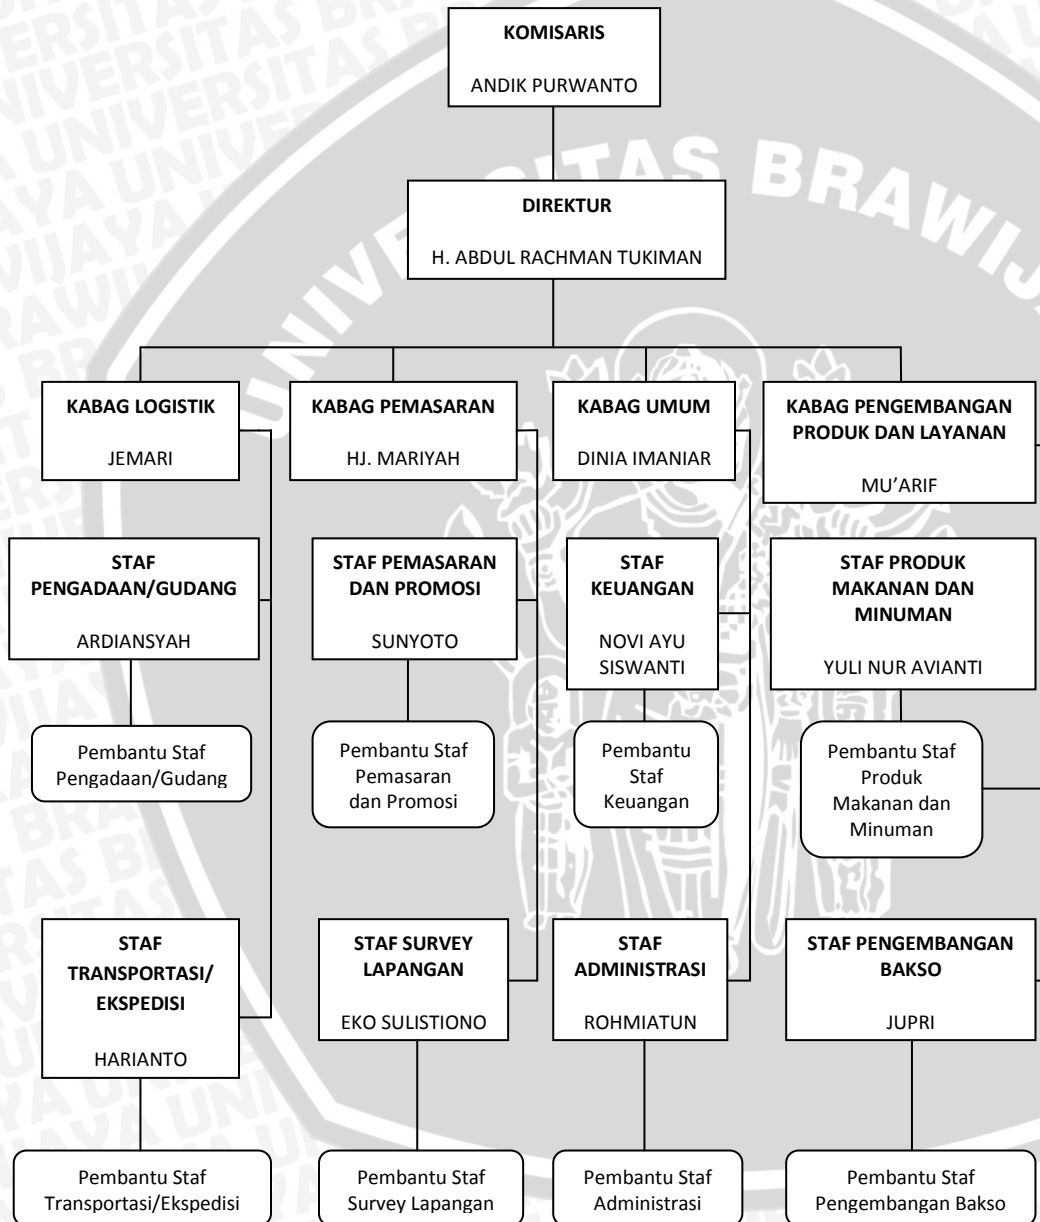 KOMISARIS
ANDIK PURWANTO
DIREKTUR
H. ABDUL RACHMAN TUKIMAN
KABAG LOGISTIK
JEMARI
KABAG PEMASARAN
HJ. MARIYAH
KABAG UMUM
DINIA IMANIAR
KABAG PENGEMBANGAN
PRODUK DAN LAYANAN
MU’ARIF
STAF
PENGADAAN/GUDANG
ARDIANSYAH
STAF PEMASARAN
DAN PROMOSI
SUNYOTO
STAF
KEUANGAN
NOVI AYU
SISWANTI
STAF PRODUK
MAKANAN DAN
MINUMAN
YULI NUR AVIANTI
Pembantu Staf
Pengadaan/Gudang
Pembantu Staf
Pemasaran
dan Promosi
Pembantu
Staf
Keuangan
Pembantu Staf
Produk
Makanan dan
Minuman
STAF
TRANSPORTASI/
EKSPEDISI
HARIANTO
STAF SURVEY
LAPANGAN
EKO SULISTIONO
STAF
ADMINISTRASI
ROHMIATUN
STAF PENGEMBANGAN
BAKSO
JUPRI
Pembantu Staf
Transportasi/Ekspedisi
Pembantu Staf
Survey Lapangan
Pembantu Staf
Administrasi
Pembantu Staf
Pengembangan Bakso